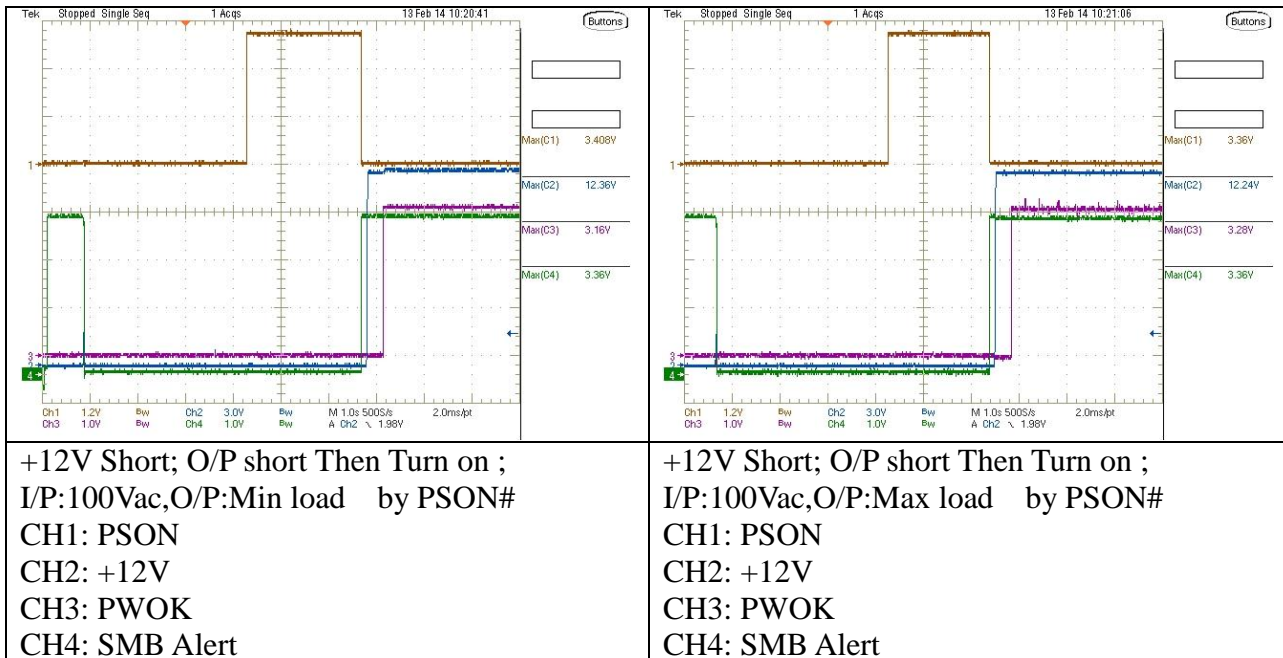 Tek Stopped Single Seq 1 Acqs 13 Feb 14 10:20:41
Buttons
1
Max(C1) 3.408V
Max(C2) 12.36V
Max(C3) 3.16V
Max(C4) 3.36V
3
4
Ch1 1.2V Bw Ch2 3.0V Bw M 1.0s 500S/s 2.0ms/pt
Ch3 1.0V Bw Ch4 1.0V Bw A Ch2 1.98V
+12V Short; O/P short Then Turn on ;
I/P:100Vac,O/P:Min load by PSON#
CH1: PSON
CH2: +12V
CH3: PWOK
CH4: SMB Alert
Tek Stopped Single Seq 1 Acqs 13 Feb 14 10:21:06
Buttons
1
Max(C1) 3.36V
Max(C2) 12.24V
Max(C3) 3.28V
Max(C4) 3.36V
3
4
Ch1 1.2V Bw Ch2 3.0V Bw M 1.0s 500S/s 2.0ms/pt
Ch3 1.0V Bw Ch4 1.0V Bw A Ch2 1.98V
+12V Short; O/P short Then Turn on ;
I/P:100Vac,O/P:Max load by PSON#
CH1: PSON
CH2: +12V
CH3: PWOK
CH4: SMB Alert